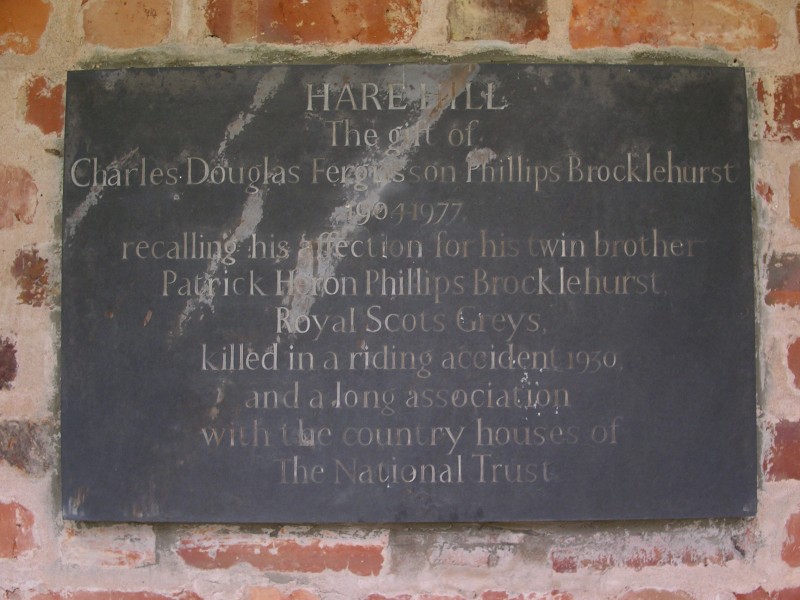 HARE HILL
The gift of
Charles Douglas Fergusson Phillips Brocklehurst
1904-1977,
recalling his affection for his twin brother
Patrick Heron Phillips Brocklehurst,
Royal Scots Greys,
killed in a riding accident 1930,
and a long association
with the country houses of
The National Trust